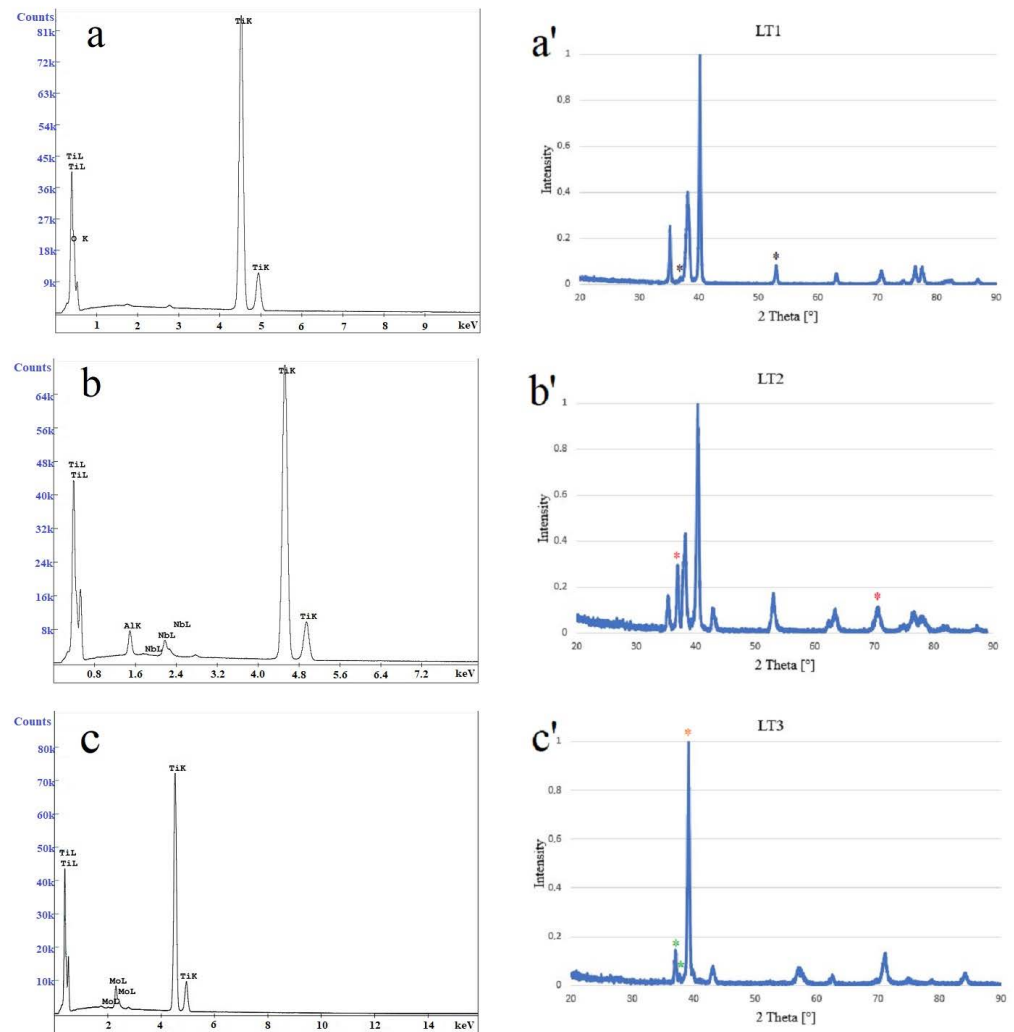 a
Counts
81k
72k
63k
54k
45k
36k
27k
18k
9k
TiL
TiL
O K
TiK
TiK
1 2 3 4 5 6 7 8 9 keV
a'
LT1
Intensity
1
0,8
0,6
0,4
0,2
0
*
*
20 30 40 50 60 70 80 90
2 Theta [°]
b
Counts
64k
56k
48k
40k
32k
24k
16k
8k
TiL
TiL
AlK
NbL
NbL
NbL
TiK
TiK
0.8 1.6 2.4 3.2 4.0 4.8 5.6 6.4 7.2 keV
b'
LT2
Intensity
1
0,8
0,6
0,4
0,2
0
*
*
20 30 40 50 60 70 80 90
2 Theta [°]
c
Counts
80k
70k
60k
50k
40k
30k
20k
10k
TiL
TiL
MoL
MoL
MoL
TiK
TiK
2 4 6 8 10 12 14 keV
c'
LT3
Intensity
1
0,8
0,6
0,4
0,2
0
*
*
*
20 30 40 50 60 70 80 90
2 Theta [°]